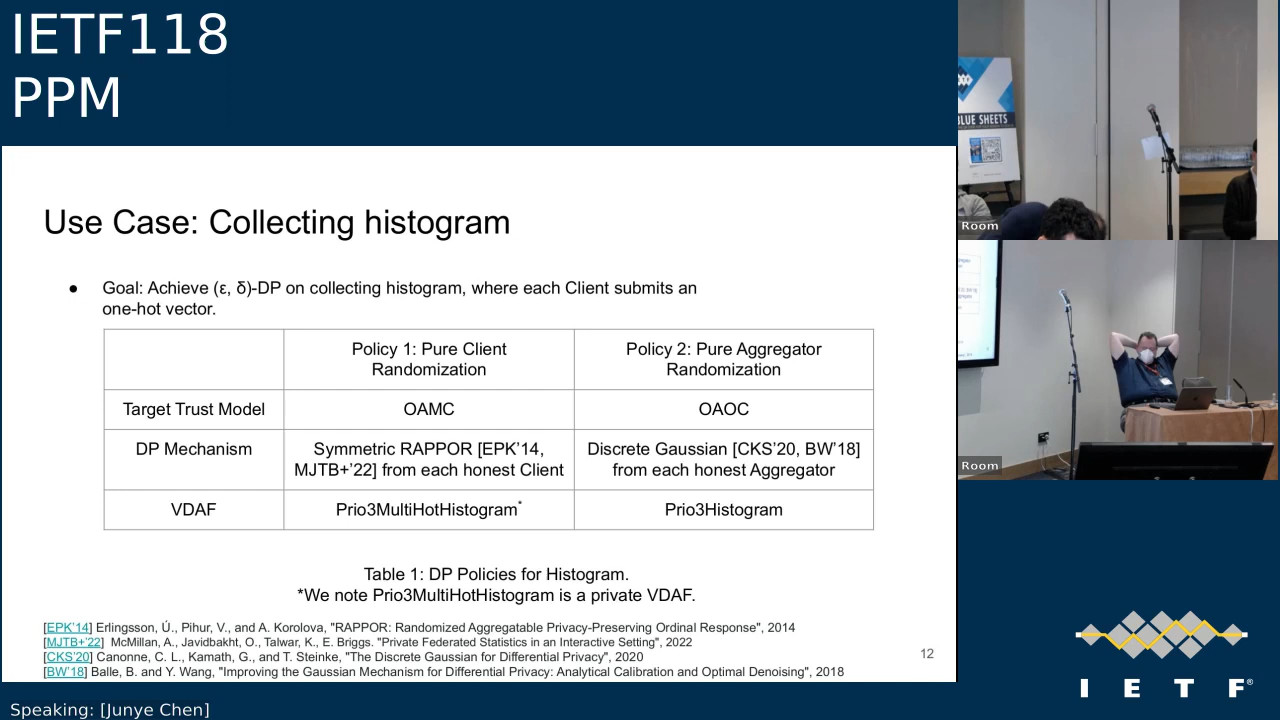 IETF118
PPM
Use Case: Collecting histogram
● Goal: Achieve (ε, δ)-DP on collecting histogram, where each Client submits an
one-hot vector.
Policy 1: Pure Client
Randomization
Policy 2: Pure Aggregator
Randomization
Target Trust Model
OAMC
OAOC
DP Mechanism
Symmetric RAPPOR [EPK'14,
MJTB+'22] from each honest Client
Discrete Gaussian [CKS'20, BW'18]
from each honest Aggregator
VDAF
Prio3MultiHotHistogram*
Prio3Histogram
Table 1: DP Policies for Histogram.
*We note Prio3MultiHotHistogram is a private VDAF.
[EPK'14] Erlingsson, Ú., Pihur, V., and A. Korolova, "RAPPOR: Randomized Aggregatable Privacy-Preserving Ordinal Response", 2014
[MJTB+'22] McMillan, A., Javidbakht, O., Talwar, K., E. Briggs. "Private Federated Statistics in an Interactive Setting", 2022
[CKS'20] Canonne, C. L., Kamath, G., and T. Steinke, "The Discrete Gaussian for Differential Privacy", 2020
[BW'18] Balle, B. and Y. Wang, "Improving the Gaussian Mechanism for Differential Privacy: Analytical Calibration and Optimal Denoising", 2018
12
BLUE SHEETS
Room
Room
I E T F®
Speaking: [Junye Chen]